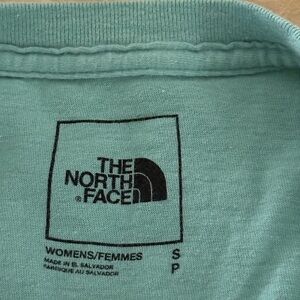 THE
NORTH
FACE
WOMENS/FEMMES S
MADE IN EL SALVADOR P
FABRIQUÉ AU SALVADOR